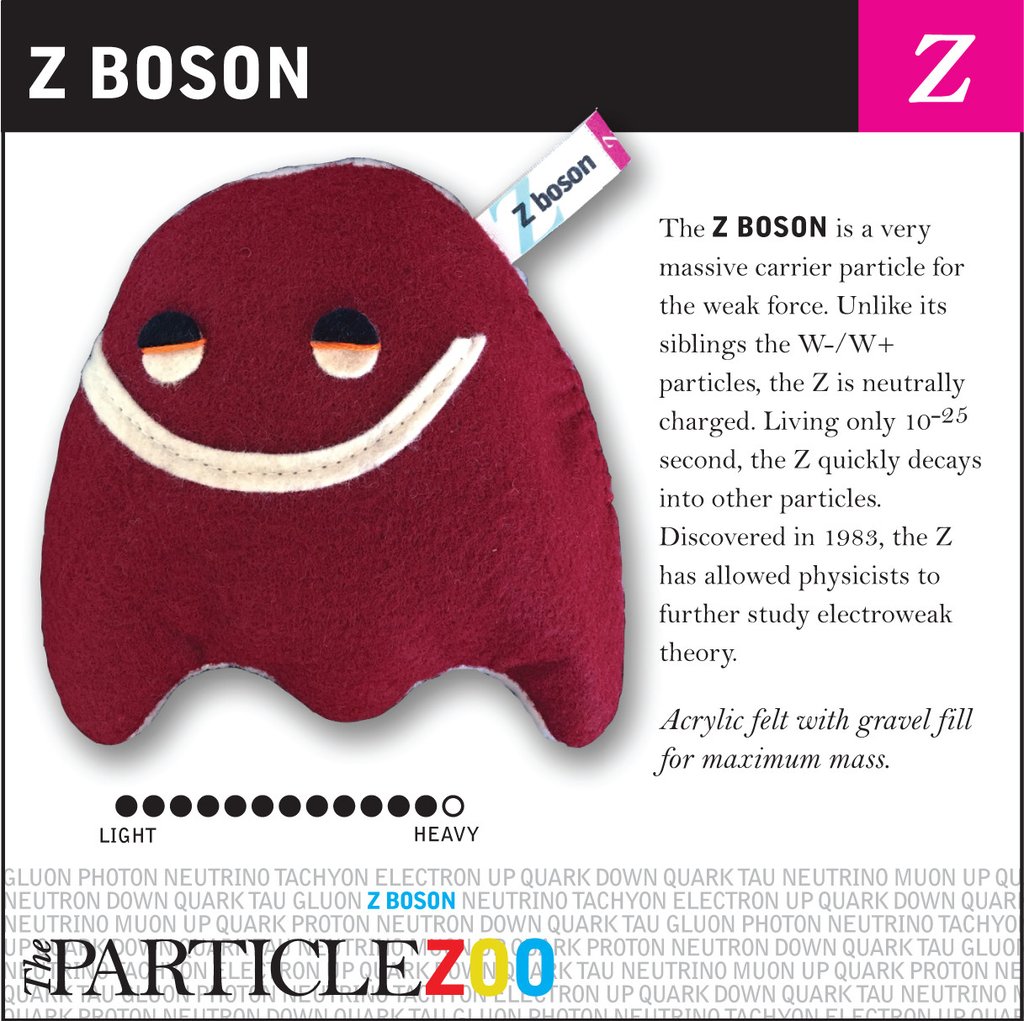 Z BOSON
Z
Z boson
Z
Z
The Z BOSON is a very
massive carrier particle for
the weak force. Unlike its
siblings the W-/W+
particles, the Z is neutrally
charged. Living only 10-25
second, the Z quickly decays
into other particles.
Discovered in 1983, the Z
has allowed physicists to
further study electroweak
theory.
Acrylic felt with gravel fill
for maximum mass.
LIGHT
HEAVY
GLUON PHOTON NEUTRINO TACHYON ELECTRON UP QUARK DOWN QUARK TAU NEUTRINO MUON UP QU
NEUTRON DOWN QUARK TAU GLUON Z BOSON NEUTRINO TACHYON ELECTRON UP QUARK DOWN QUAR
NEUTRINO MUON UP QUARK PROTON NEUTRON DOWN QUARK TAU GLUON PHOTON NEUTRINO TACHYO
RK PROTON NEUTRON DOWN QUARK TAU GLUO
The PARTICLE ZOO
K TAU NEUTRINO MUON UP QUARK PROTON NE
ELECTRON UP QUARK DOWN QUARK TAU NEUTRINO M